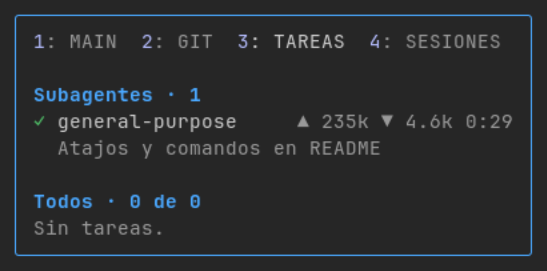 1: MAIN 2: GIT 3: TAREAS 4: SESIONES
Subagentes · 1
✓ general-purpose ▲ 235k ▼ 4.6k 0:29
Atajos y comandos en README
Todos · 0 de 0
Sin tareas.